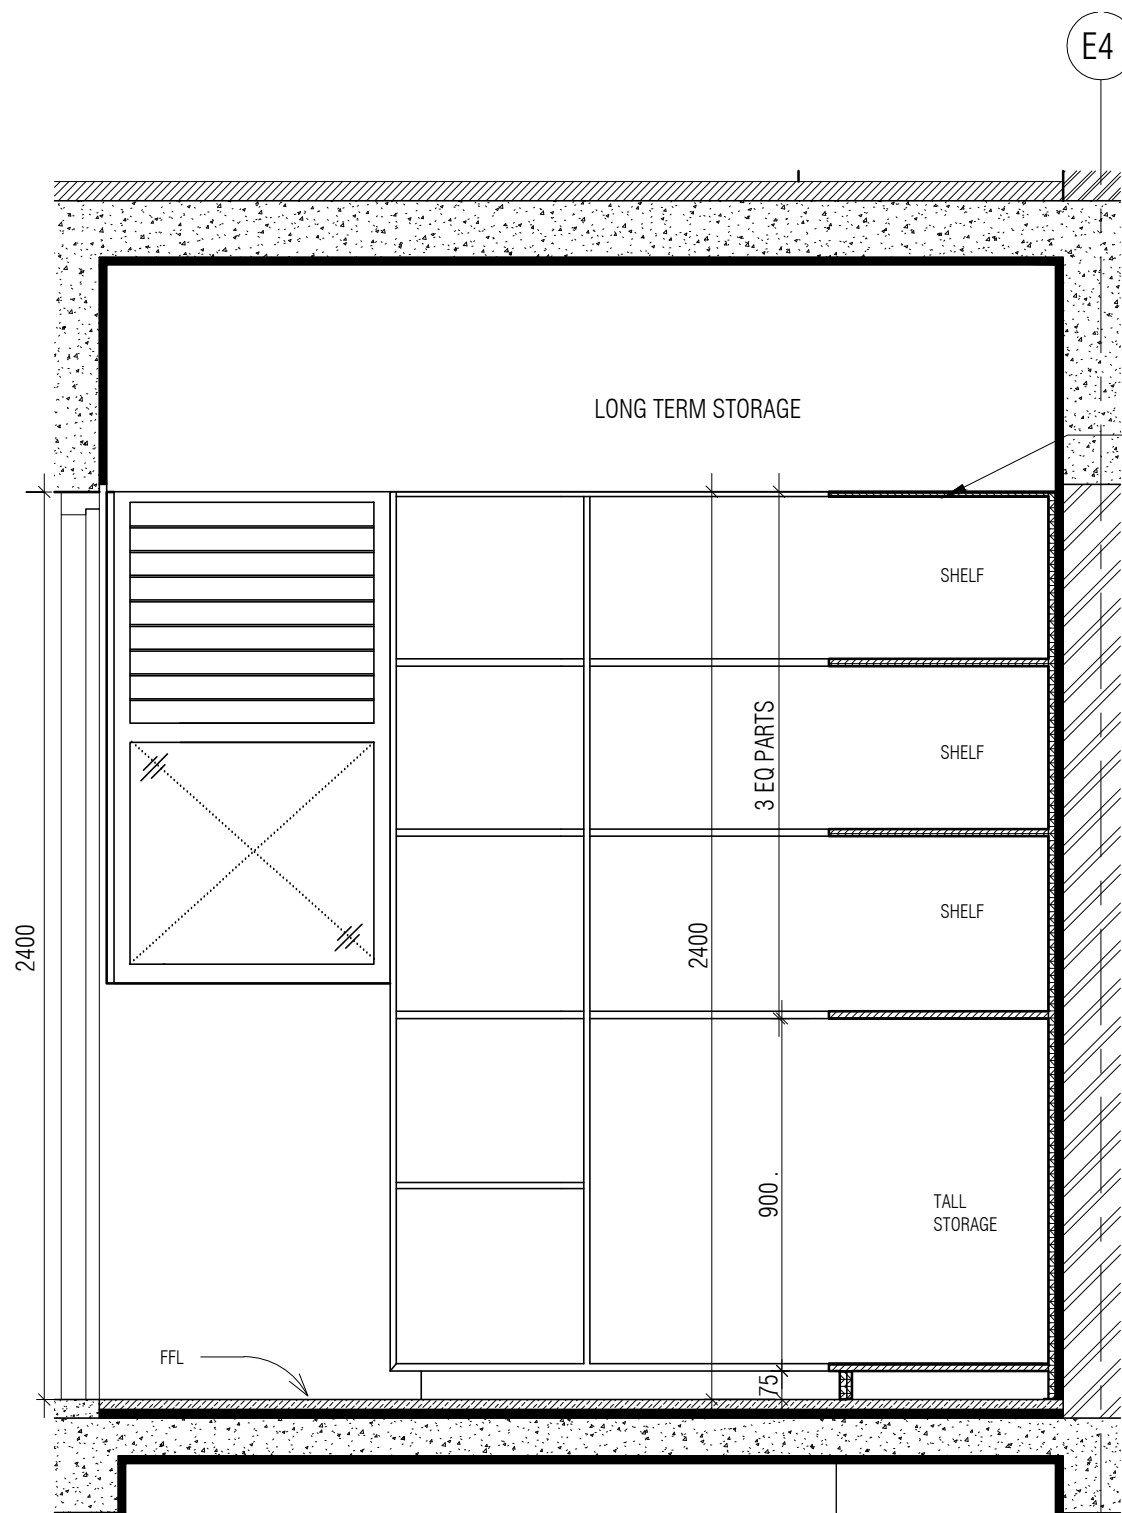 E4
LONG TERM STORAGE
SHELF
SHELF
3 EQ PARTS
SHELF
2400
2400
900 .
TALL
STORAGE
FFL
75